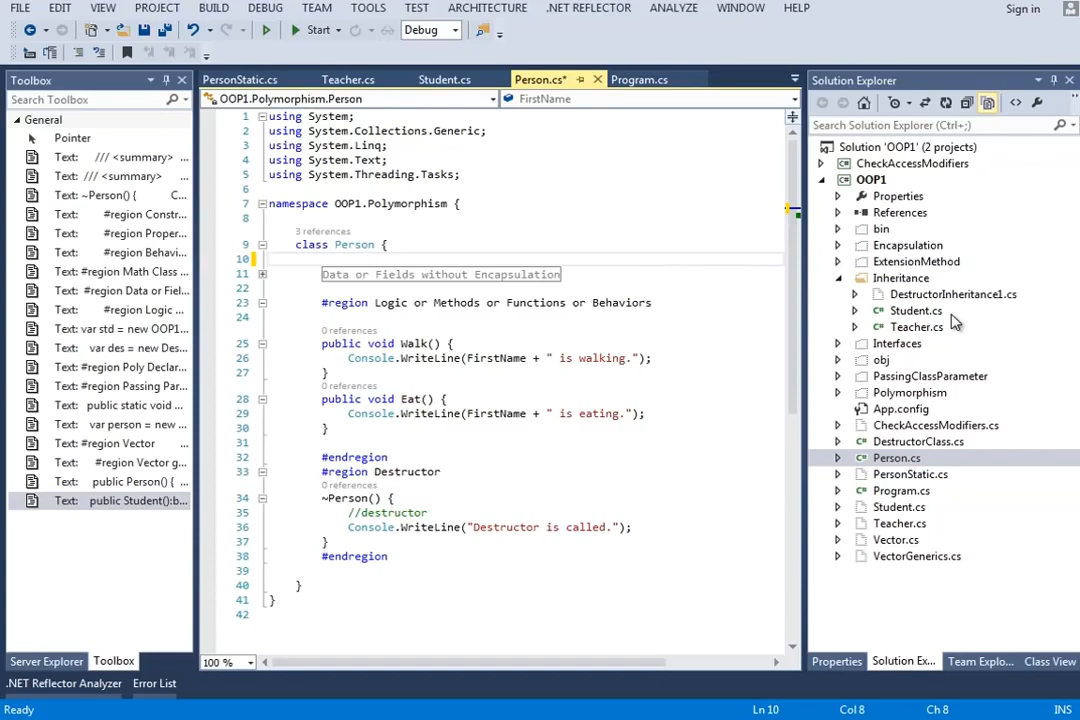 FILE EDIT VIEW PROJECT BUILD DEBUG TEAM TOOLS TEST ARCHITECTURE .NET REFLECTOR ANALYZE WINDOW HELP Sign in
Start Debug
Toolbox
Search Toolbox
General
Pointer
Text: /// <summary> ...
Text: /// <summary> ...
Text: ~Person() { C...
Text: #region Constr...
Text: #region Proper...
Text: #region Behavi...
Text: #region Math Class ...
Text: #region Data or Fiel...
Text: var std = new OOP1...
Text: var des = new Des...
Text: #region Poly Declar...
Text: #region Passing Par...
Text: public static void ...
Text: var person = new ...
Text: #region Vector ...
Text: #region Vector g...
Text: public Person() { ...
Text: public Student():b...
Server Explorer Toolbox
PersonStatic.cs Teacher.cs Student.cs Person.cs* Program.cs
OOP1.Polymorphism.Person FirstName
1 using System;
2 using System.Collections.Generic;
3 using System.Linq;
4 using System.Text;
5 using System.Threading.Tasks;
6
7 namespace OOP1.Polymorphism {
8
3 references
9 class Person {
10
11 Data or Fields without Encapsulation
22
23 #region Logic or Methods or Functions or Behaviors
24
0 references
25 public void Walk() {
26 Console.WriteLine(FirstName + " is walking.");
27 }
0 references
28 public void Eat() {
29 Console.WriteLine(FirstName + " is eating.");
30 }
31
32 #endregion
33 #region Destructor
0 references
34 ~Person() {
35 //destructor
36 Console.WriteLine("Destructor is called.");
37 }
38 #endregion
39
40 }
41 }
42
100 %
Solution Explorer
Search Solution Explorer (Ctrl+;)
Solution 'OOP1' (2 projects)
CheckAccessModifiers
OOP1
Properties
References
bin
Encapsulation
ExtensionMethod
Inheritance
DestructorInheritance1.cs
Student.cs
Teacher.cs
Interfaces
obj
PassingClassParameter
Polymorphism
App.config
CheckAccessModifiers.cs
DestructorClass.cs
Person.cs
PersonStatic.cs
Program.cs
Student.cs
Teacher.cs
Vector.cs
VectorGenerics.cs
Properties Solution Ex... Team Explo... Class View
.NET Reflector Analyzer Error List
Ready Ln 10 Col 8 Ch 8 INS